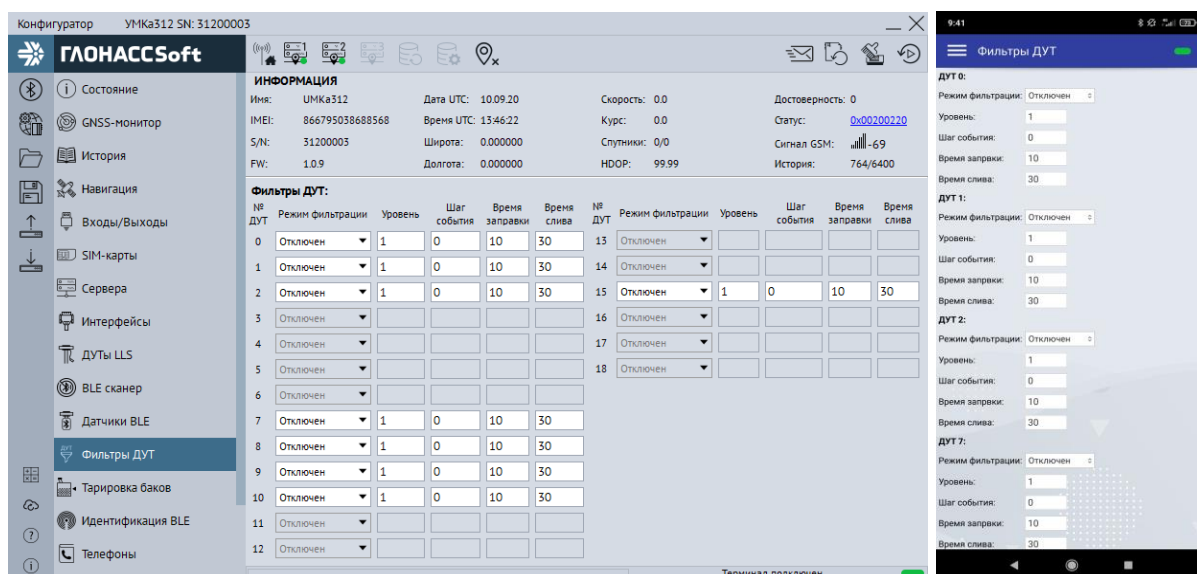 Конфигуратор УМКа312 SN: 31200003
ГЛОНАССSoft
Состояние
GNSS-монитор
История
Навигация
Входы/Выходы
SIM-карты
Сервера
Интерфейсы
ДУТы LLS
BLE сканер
Датчики BLE
Фильтры ДУТ
Тарировка баков
Идентификация BLE
Телефоны
ИНФОРМАЦИЯ
Имя: UMKa312 Дата UTC: 10.09.20 Скорость: 0.0 Достоверность: 0
IMEI: 866795038688568 Время UTC: 13:46:22 Курс: 0.0 Статус: 0x00200220
S/N: 31200003 Широта: 0.000000 Спутники: 0/0 Сигнал GSM: -69
FW: 1.0.9 Долгота: 0.000000 HDOP: 99.99 История: 764/6400
Фильтры ДУТ:
№ ДУТ Режим фильтрации Уровень Шаг события Время заправки Время слива
0 Отключен 1 0 10 30
1 Отключен 1 0 10 30
2 Отключен 1 0 10 30
3 Отключен
4 Отключен
5 Отключен
6 Отключен
7 Отключен 1 0 10 30
8 Отключен 1 0 10 30
9 Отключен 1 0 10 30
10 Отключен 1 0 10 30
11 Отключен
12 Отключен
№ ДУТ Режим фильтрации Уровень Шаг события Время заправки Время слива
13 Отключен
14 Отключен
15 Отключен 1 0 10 30
16 Отключен
17 Отключен
18 Отключен
Терминал подключен
9:41
Фильтры ДУТ
ДУТ 0:
Режим фильтрации: Отключен
Уровень: 1
Шаг события: 0
Время запрвки: 10
Время слива: 30
ДУТ 1:
Режим фильтрации: Отключен
Уровень: 1
Шаг события: 0
Время запрвки: 10
Время слива: 30
ДУТ 2:
Режим фильтрации: Отключен
Уровень: 1
Шаг события: 0
Время запрвки: 10
Время слива: 30
ДУТ 7:
Режим фильтрации: Отключен
Уровень: 1
Шаг события: 0
Время запрвки: 10
Время слива: 30